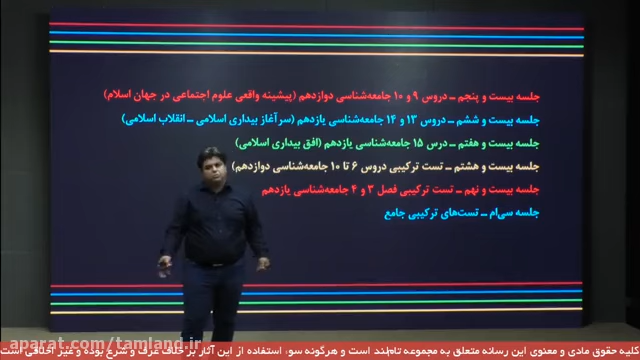 جلسه بیست و پنجم ـ دروس ۹ و ۱۰ جامعه‌شناسی دوازدهم (پیشینه واقعی علوم اجتماعی در جهان اسلام)
جلسه بیست و ششم ـ دروس ۱۳ و ۱۴ جامعه‌شناسی یازدهم (سرآغاز بیداری اسلامی ـ انقلاب اسلامی)
جلسه بیست و هفتم ـ درس ۱۵ جامعه‌شناسی یازدهم (افق بیداری اسلامی)
جلسه بیست و هشتم ـ تست ترکیبی دروس ۶ تا ۱۰ جامعه‌شناسی دوازدهم)
جلسه بیست و نهم ـ تست ترکیبی فصل ۳ و ۴ جامعه‌شناسی یازدهم
جلسه سی‌اُم ـ تست‌های ترکیبی جامع
aparat.com/tamland.ir
کلیه حقوق مادی و معنوی این رسانه متعلق به مجموعه تاملند است و هرگونه سوء استفاده از این آثار بر خلاف عرف و شرع بوده و غیر اخلاقی است